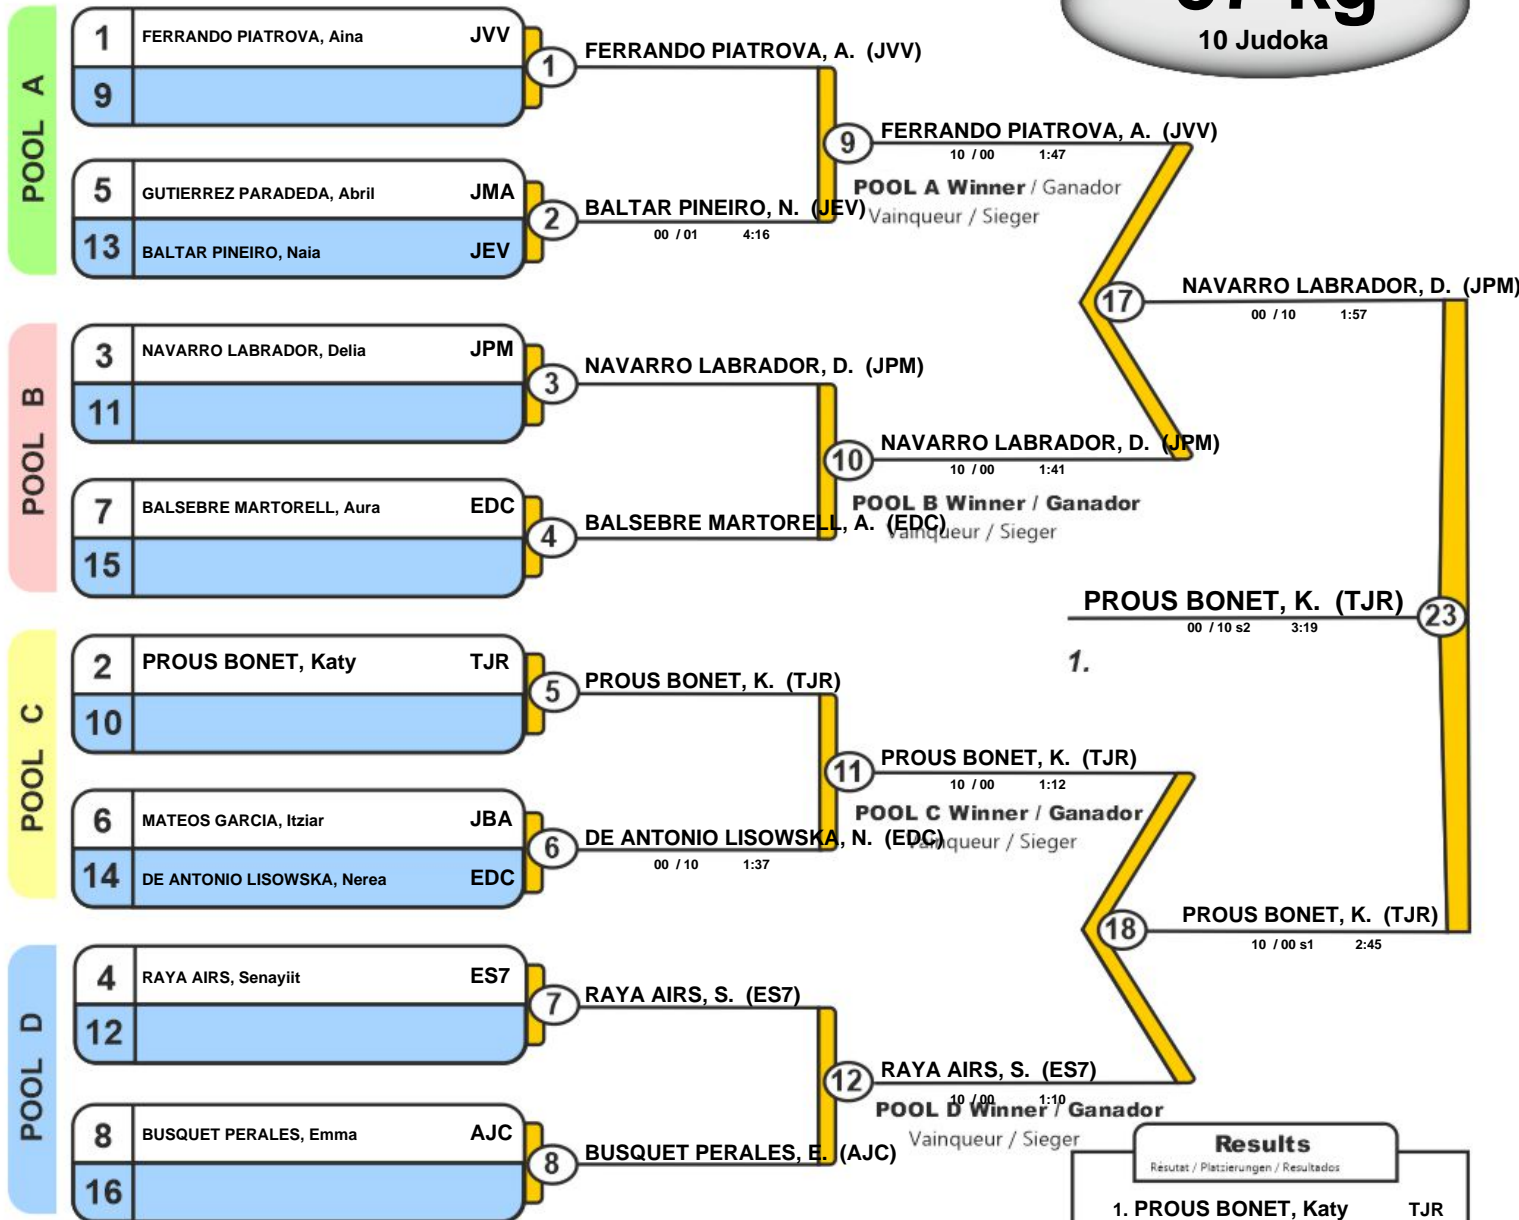 10 Judoka
POOL A
1 FERRANDO PIATROVA, Aina JVV
9
1
FERRANDO PIATROVA, A. (JVV)
5 GUTIERREZ PARADEDA, Abril JMA
13 BALTAR PINEIRO, Naia JEV
2
BALTAR PINEIRO, N. (JEV)
00 / 01 4:16
9
FERRANDO PIATROVA, A. (JVV)
10 / 00 1:47
POOL A Winner / Ganador
Vainqueur / Sieger
POOL B
3 NAVARRO LABRADOR, Delia JPM
11
3
NAVARRO LABRADOR, D. (JPM)
7 BALSEBRE MARTORELL, Aura EDC
15
4
BALSEBRE MARTORELL, A. (EDC)
10
NAVARRO LABRADOR, D. (JPM)
10 / 00 1:41
POOL B Winner / Ganador
Vainqueur / Sieger
17
NAVARRO LABRADOR, D. (JPM)
00 / 10 1:57
PROUS BONET, K. (TJR)
23
00 / 10 s2 3:19
1.
POOL C
2 PROUS BONET, Katy TJR
10
5
PROUS BONET, K. (TJR)
6 MATEOS GARCIA, Itziar JBA
14 DE ANTONIO LISOWSKA, Nerea EDC
6
DE ANTONIO LISOWSKA, N. (EDC)
00 / 10 1:37
11
PROUS BONET, K. (TJR)
10 / 00 1:12
POOL C Winner / Ganador
Vainqueur / Sieger
18
PROUS BONET, K. (TJR)
10 / 00 s1 2:45
POOL D
4 RAYA AIRS, Senayiit ES7
12
7
RAYA AIRS, S. (ES7)
8 BUSQUET PERALES, Emma AJC
16
8
BUSQUET PERALES, E. (AJC)
12
RAYA AIRS, S. (ES7)
10 / 00 1:10
POOL D Winner / Ganador
Vainqueur / Sieger
Results
Résutat / Platzierungen / Resultados
1. PROUS BONET, Katy TJR